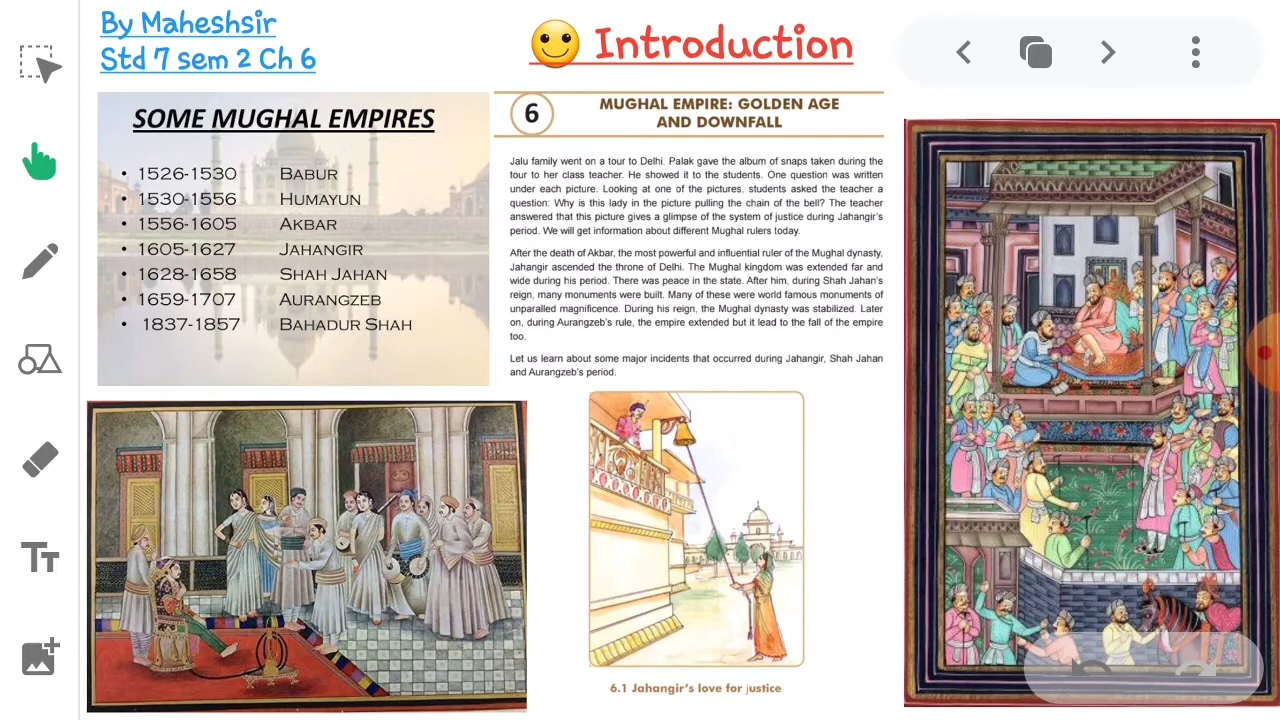 By Maheshsir
Std 7 sem 2 Ch 6
🙂 Introduction
SOME MUGHAL EMPIRES
• 1526-1530 BABUR
• 1530-1556 HUMAYUN
• 1556-1605 AKBAR
• 1605-1627 JAHANGIR
• 1628-1658 SHAH JAHAN
• 1659-1707 AURANGZEB
• 1837-1857 BAHADUR SHAH
6
MUGHAL EMPIRE: GOLDEN AGE
AND DOWNFALL
Jalu family went on a tour to Delhi. Palak gave the album of snaps taken during the
tour to her class teacher. He showed it to the students. One question was written
under each picture. Looking at one of the pictures, students asked the teacher a
question: Why is this lady in the picture pulling the chain of the bell? The teacher
answered that this picture gives a glimpse of the system of justice during Jahangir's
period. We will get information about different Mughal rulers today.
After the death of Akbar, the most powerful and influential ruler of the Mughal dynasty,
Jahangir ascended the throne of Delhi. The Mughal kingdom was extended far and
wide during his period. There was peace in the state. After him, during Shah Jahan's
reign, many monuments were built. Many of these were world famous monuments of
unparalled magnificence. During his reign, the Mughal dynasty was stabilized. Later
on, during Aurangzeb's rule, the empire extended but it lead to the fall of the empire
too.
Let us learn about some major incidents that occurred during Jahangir, Shah Jahan
and Aurangzeb's period.
6.1 Jahangir's love for justice
Tт